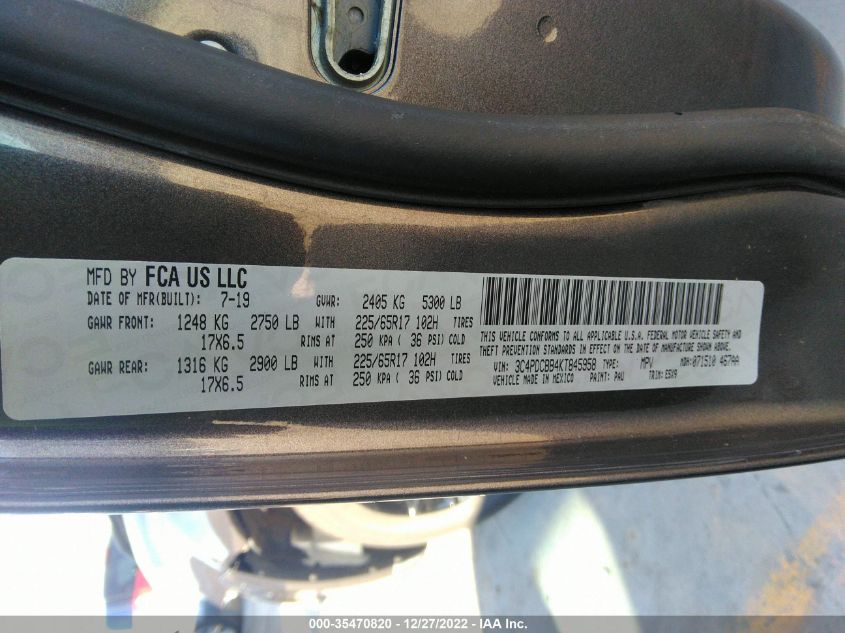 MFD BY FCA US LLC
DATE OF MFR(BUILT): 7-19 GVWR: 2405 KG 5300 LB
GAWR FRONT: 1248 KG 2750 LB WITH 225/65R17 102H TIRES
17X6.5 RIMS AT 250 KPA ( 36 PSI) COLD
GAWR REAR: 1316 KG 2900 LB WITH 225/65R17 102H TIRES
17X6.5 RIMS AT 250 KPA ( 36 PSI) COLD
THIS VEHICLE CONFORMS TO ALL APPLICABLE U.S.A. FEDERAL MOTOR VEHICLE SAFETY AND
THEFT PREVENTION STANDARDS IN EFFECT ON THE DATE OF MANUFACTURE SHOWN ABOVE.
VIN: 3C4PDCBB4KT845958 TYPE: MPV MDH: 071510 467AA
VEHICLE MADE IN MEXICO PAINT: PAU TRIM: E5X9
000-35470820 - 12/27/2022 - IAA Inc.